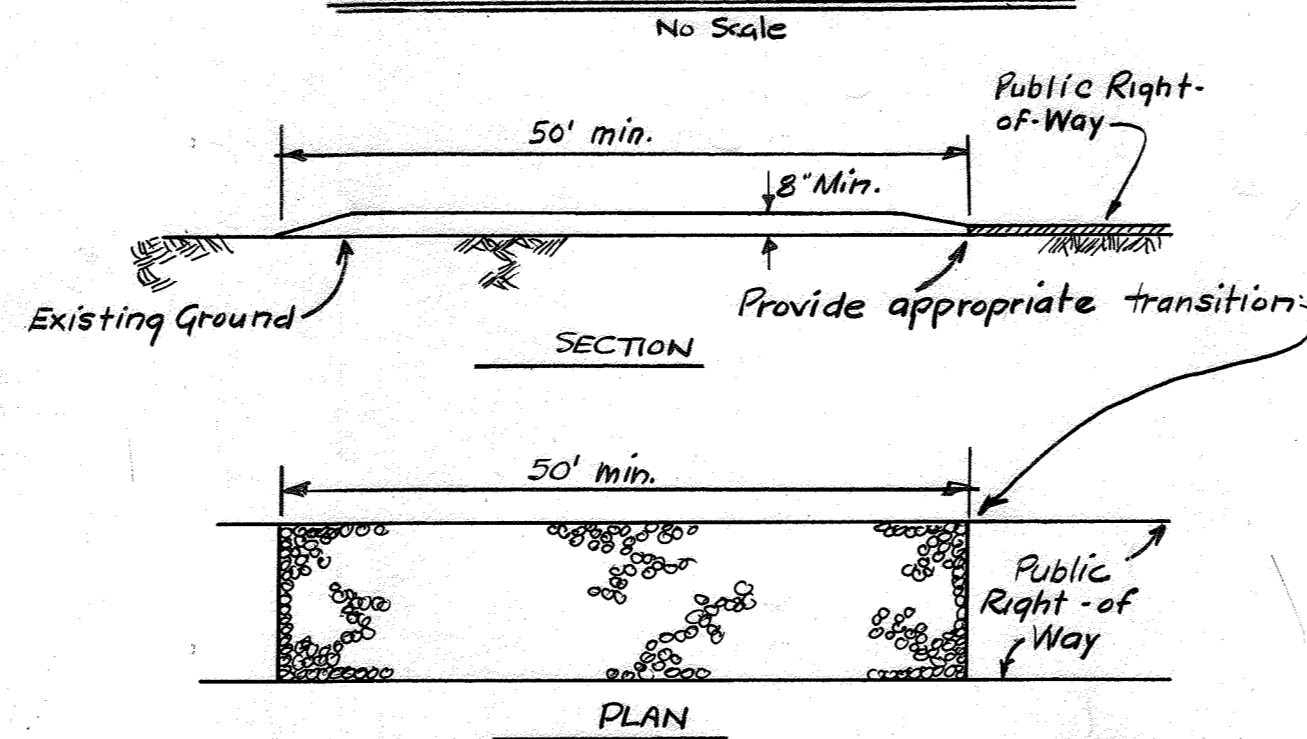 No Scale
Public Right-
of-Way
50' min.
8" Min.
Existing Ground
Provide appropriate transition
SECTION
50' min.
Public
Right-of
Way
PLAN